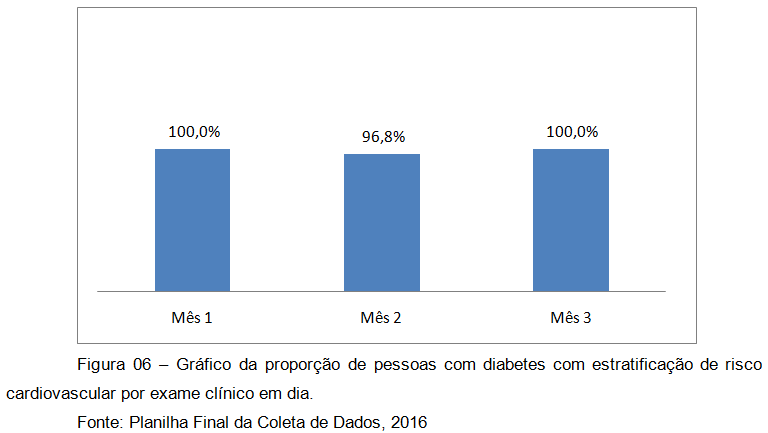 100,0%
96,8%
100,0%
Mês 1
Mês 2
Mês 3
Figura 06 – Gráfico da proporção de pessoas com diabetes com estratificação de risco
cardiovascular por exame clínico em dia.
Fonte: Planilha Final da Coleta de Dados, 2016